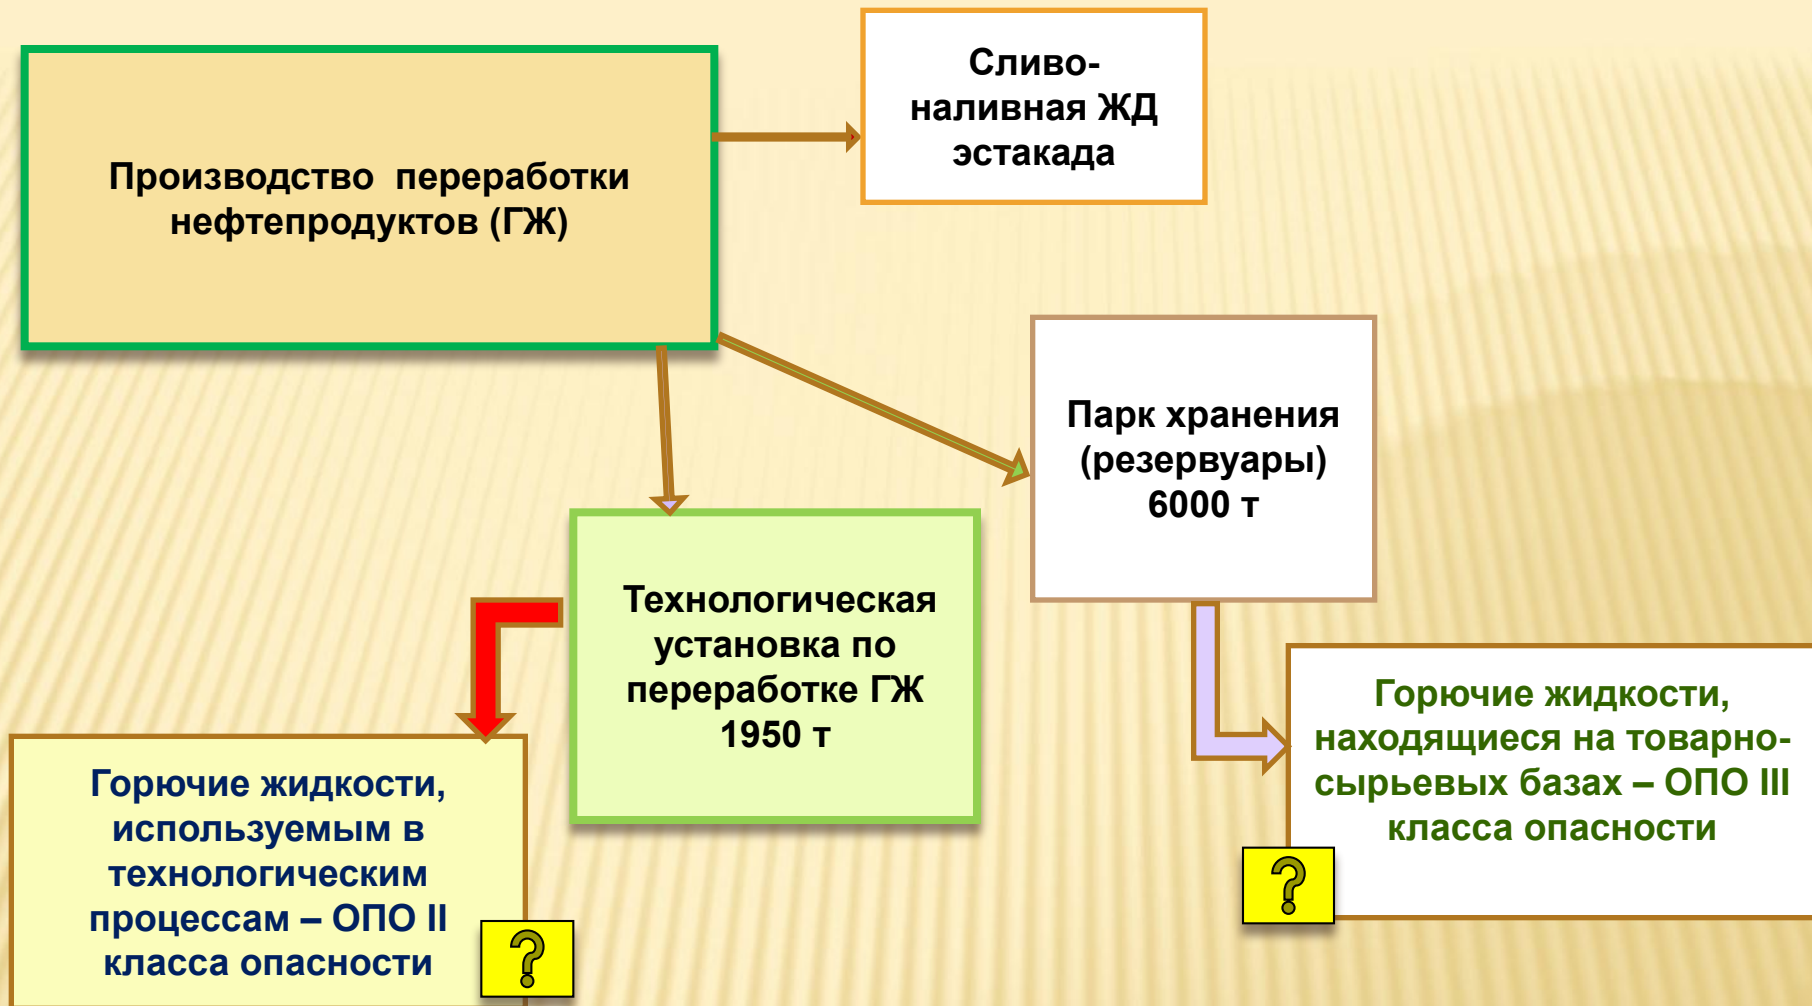 Сливо-
наливная ЖД
эстакада
Производство переработки
нефтепродуктов (ГЖ)
Парк хранения
(резервуары)
6000 т
Технологическая
установка по
переработке ГЖ
1950 т
Горючие жидкости,
находящиеся на товарно-
сырьевых базах – ОПО III
класса опасности
?
Горючие жидкости,
используемым в
технологическим
процессам – ОПО II
класса опасности
?